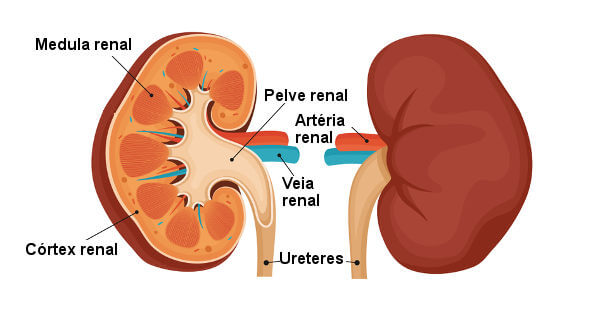 Medula renal
Pelve renal
Artéria
renal
Veia
renal
Córtex renal
Ureteres